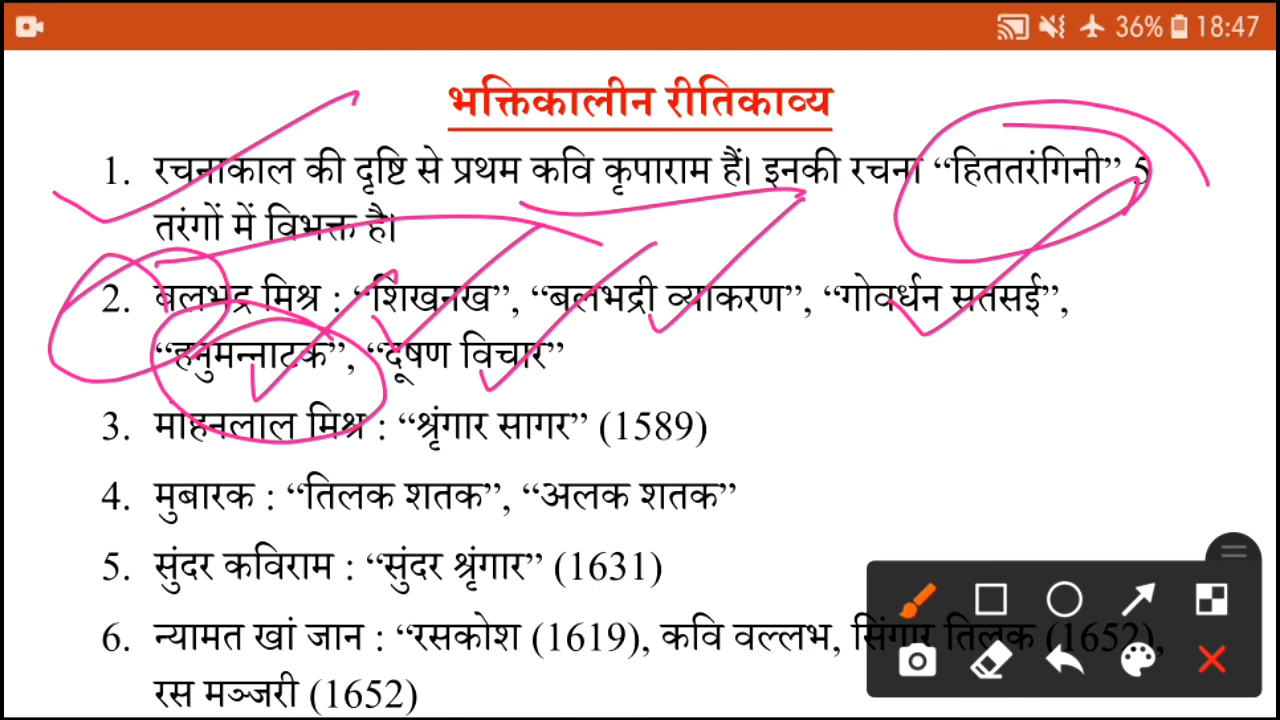 36% 18:47
भक्तिकालीन रीतिकाव्य
1. रचनाकाल की दृष्टि से प्रथम कवि कृपाराम हैं। इनकी रचना “हिततरंगिनी” 5
तरंगों में विभक्त है।
2. बलभद्र मिश्र : “शिखनख”, “बलभद्री व्याकरण”, “गोवर्धन सतसई”,
“हनुमन्नाटक”, “दूषण विचार”
3. मोहनलाल मिश्र : “श्रृंगार सागर” (1589)
4. मुबारक : “तिलक शतक”, “अलक शतक”
5. सुंदर कविराम : “सुंदर श्रृंगार” (1631)
6. न्यामत खां जान : “रसकोश (1619), कवि वल्लभ, सिंगार तिलक (1652),
रस मञ्जरी (1652)